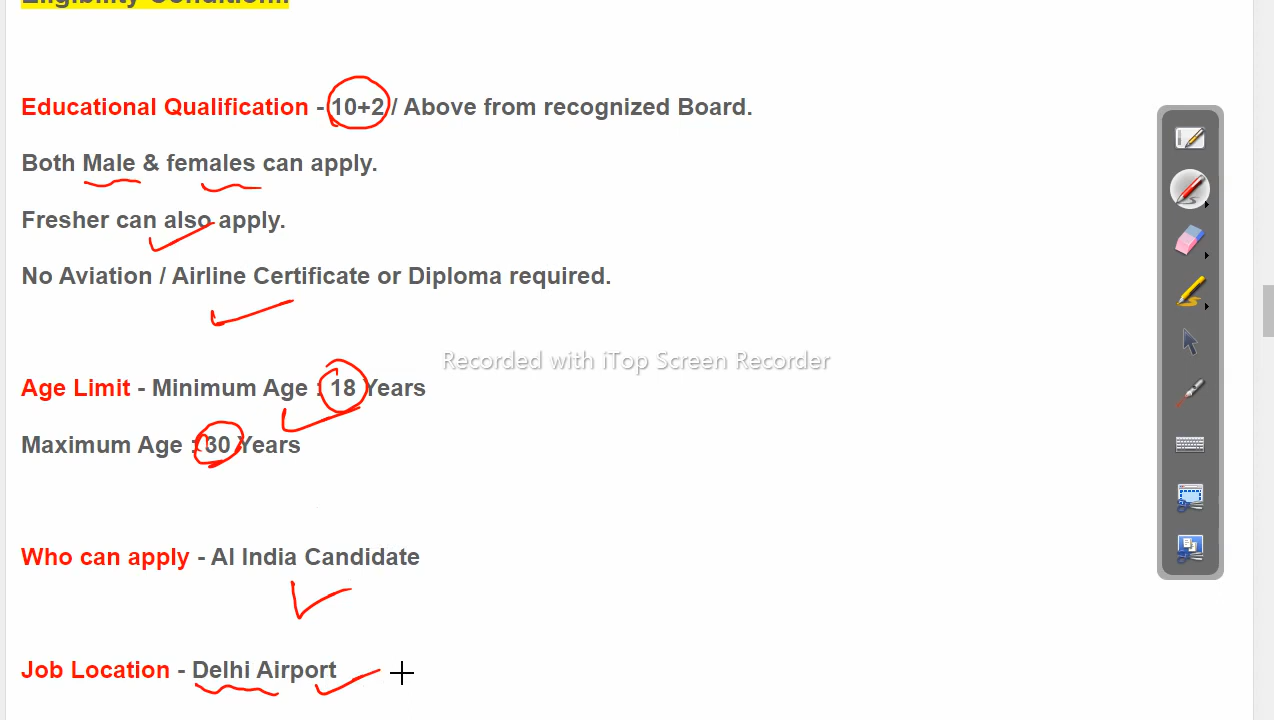 Eligibility Condition..
Educational Qualification - 10+2 / Above from recognized Board.
Both Male & females can apply.
Fresher can also apply.
No Aviation / Airline Certificate or Diploma required.
Recorded with iTop Screen Recorder
Age Limit - Minimum Age : 18 Years
Maximum Age : 30 Years
Who can apply - Al India Candidate
Job Location - Delhi Airport